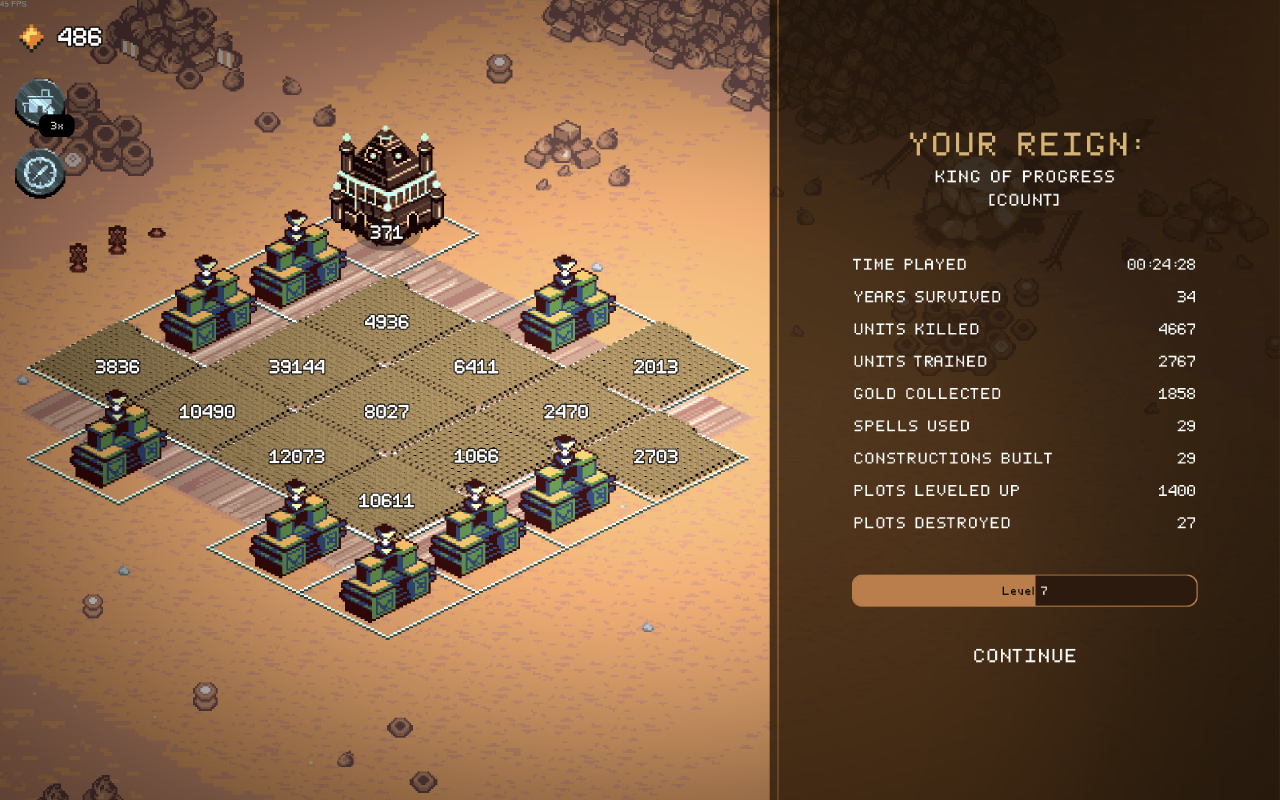 45 FPS
486
3x
371
4936
3836
39144
6411
2013
10490
8027
2470
12073
1066
2703
10611
YOUR REIGN:
KING OF PROGRESS
[COUNT]
TIME PLAYED 00:24:28
YEARS SURVIVED 34
UNITS KILLED 4667
UNITS TRAINED 2767
GOLD COLLECTED 1858
SPELLS USED 29
CONSTRUCTIONS BUILT 29
PLOTS LEVELED UP 1400
PLOTS DESTROYED 27
Level 7
CONTINUE